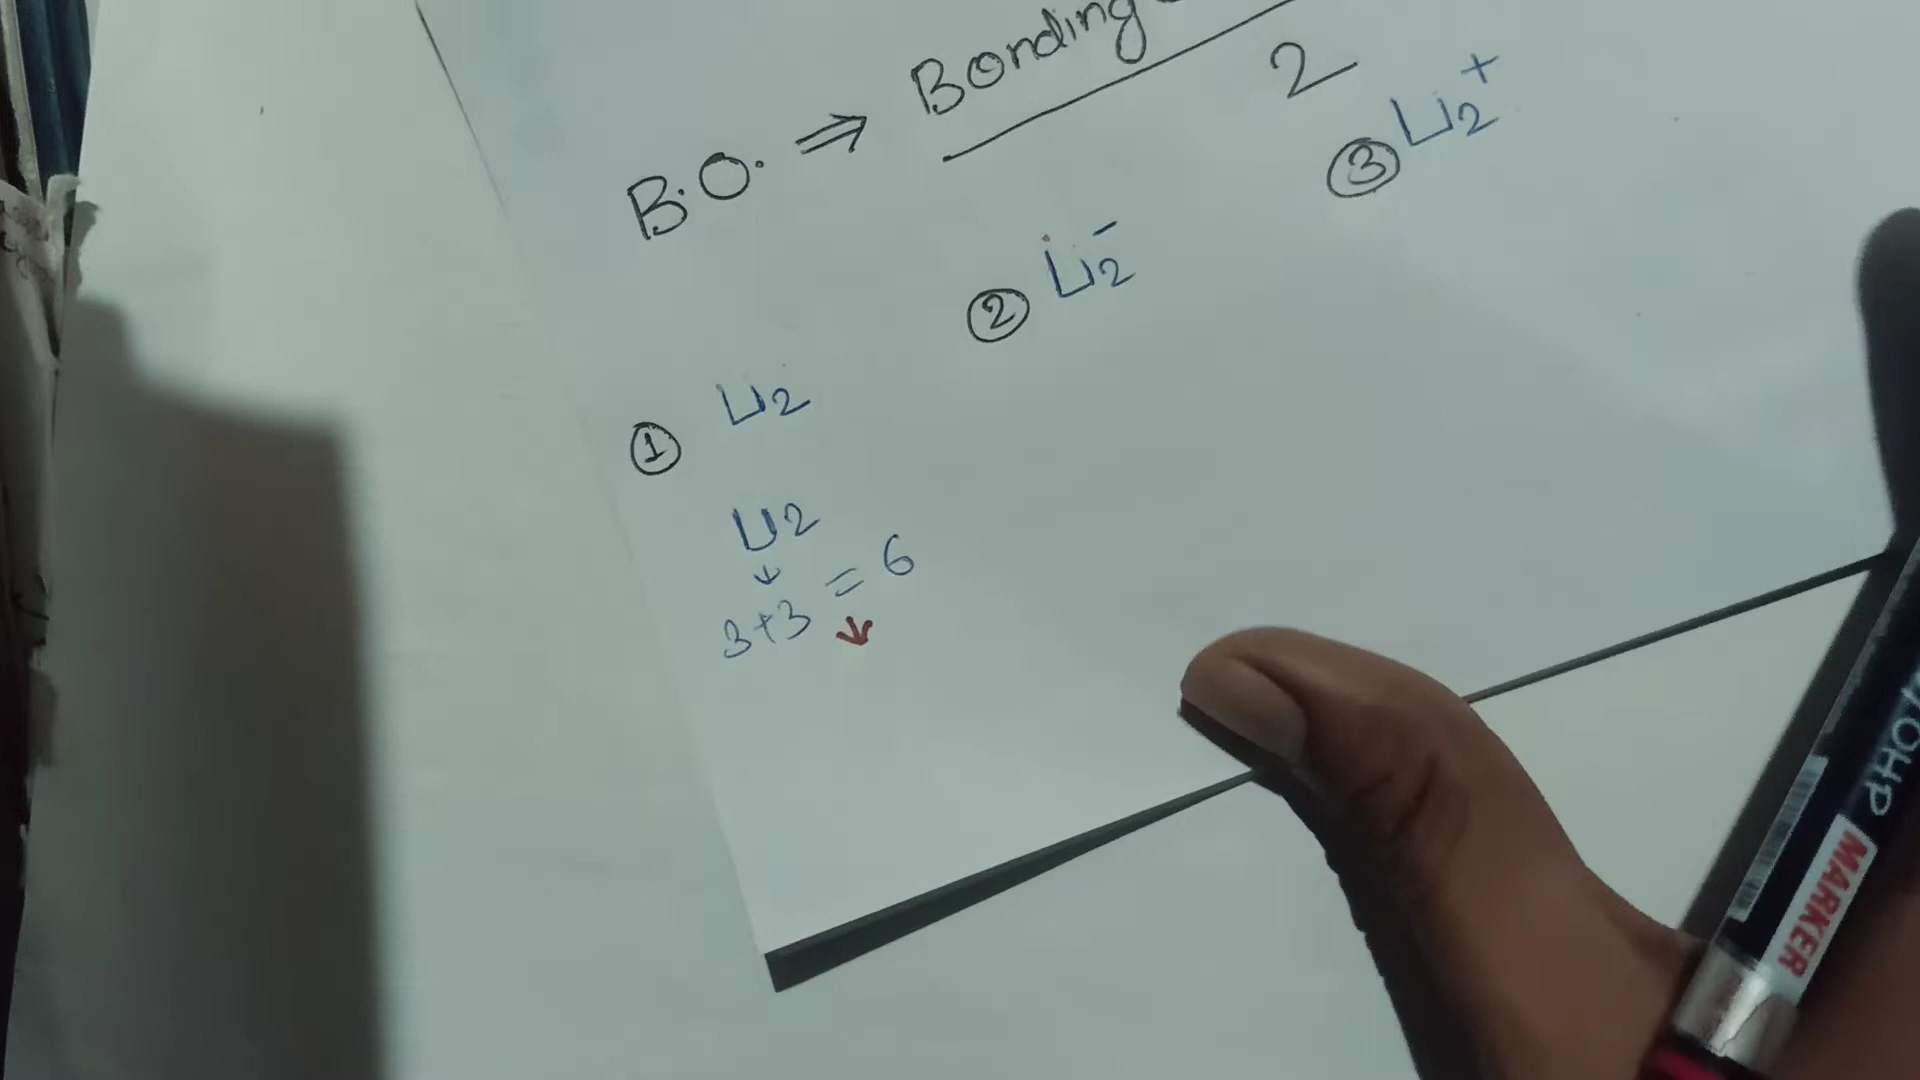 B.O. ⇒ Bonding
2
① Li2
② Li2-
③ Li2+
Li2
↓
3+3 = 6
↓
OHP
MARKER